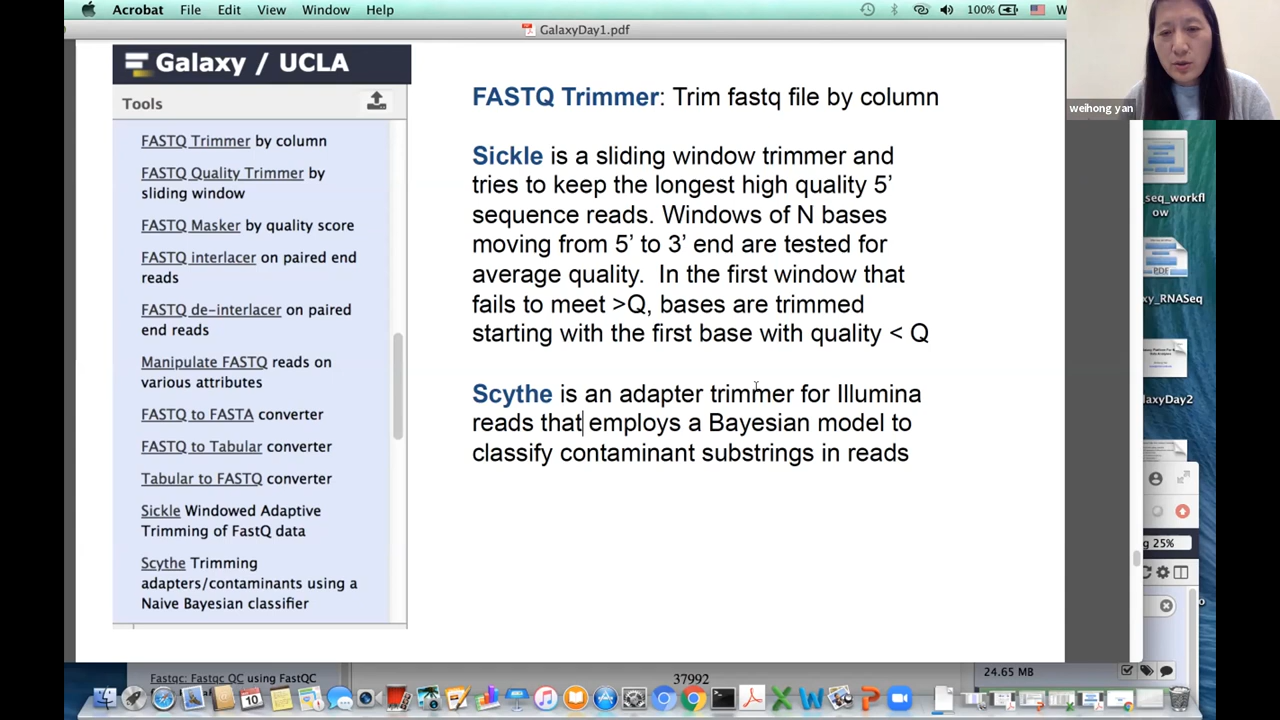 Acrobat File Edit View Window Help
100%
W
GalaxyDay1.pdf
weihong yan
Galaxy / UCLA
Tools
FASTQ Trimmer by column
FASTQ Quality Trimmer by
sliding window
FASTQ Masker by quality score
FASTQ interlacer on paired end
reads
FASTQ de-interlacer on paired
end reads
Manipulate FASTQ reads on
various attributes
FASTQ to FASTA converter
FASTQ to Tabular converter
Tabular to FASTQ converter
Sickle Windowed Adaptive
Trimming of FastQ data
Scythe Trimming
adapters/contaminants using a
Naive Bayesian classifier
FASTQ Trimmer: Trim fastq file by column
Sickle is a sliding window trimmer and
tries to keep the longest high quality 5’
sequence reads. Windows of N bases
moving from 5’ to 3’ end are tested for
average quality. In the first window that
fails to meet >Q, bases are trimmed
starting with the first base with quality < Q
Scythe is an adapter trimmer for Illumina
reads that employs a Bayesian model to
classify contaminant substrings in reads
seq_workfl
ow
PDF
xy_RNASeq
laxyDay2
g 25%
24.65 MB
Fastqc: Fastqc QC using FastQC
37992
10